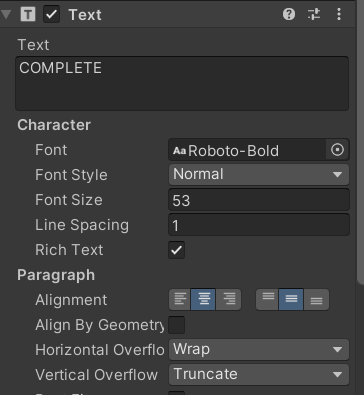 Text
Text
COMPLETE
Character
Font Aa Roboto-Bold
Font Style Normal
Font Size 53
Line Spacing 1
Rich Text
Paragraph
Alignment
Align By Geometry
Horizontal Overflo Wrap
Vertical Overflow Truncate